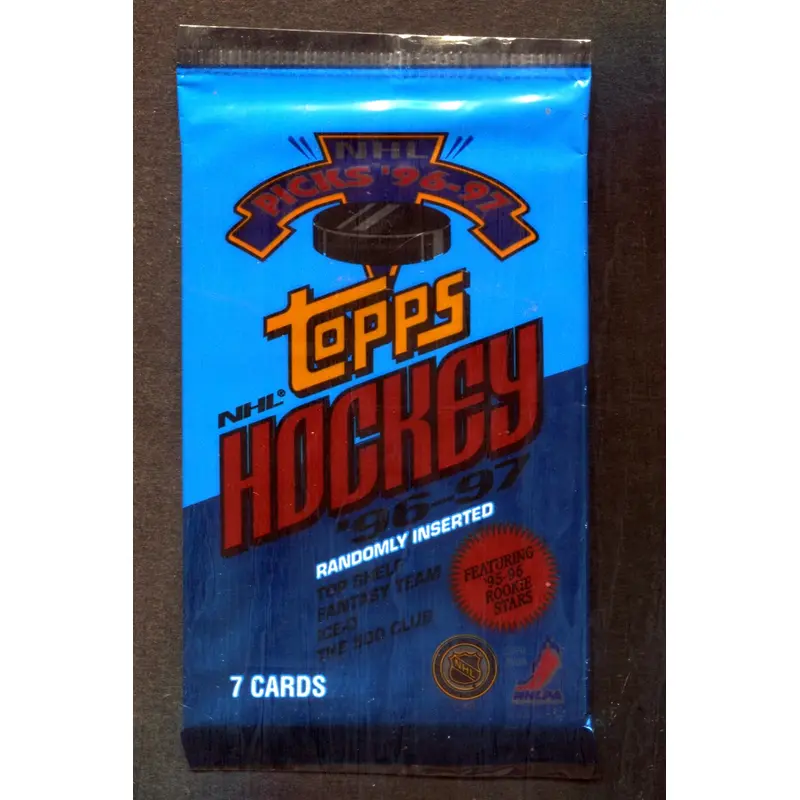 NHL
PICKS '96-97
TOPPS
NHL®
HOCKEY
'96-97
RANDOMLY INSERTED
TOP SHELF
FANTASY TEAM
ICE-D
THE 500 CLUB
FEATURING
'95-96
ROOKIE
STARS
7 CARDS
NHL
NHLPA